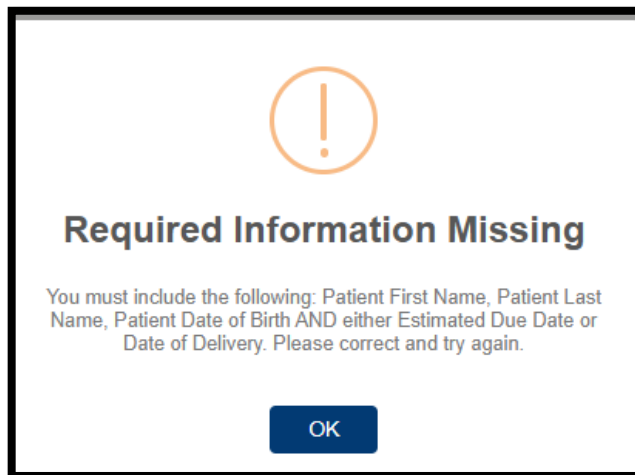 Required Information Missing
You must include the following: Patient First Name, Patient Last
Name, Patient Date of Birth AND either Estimated Due Date or
Date of Delivery. Please correct and try again.
OK